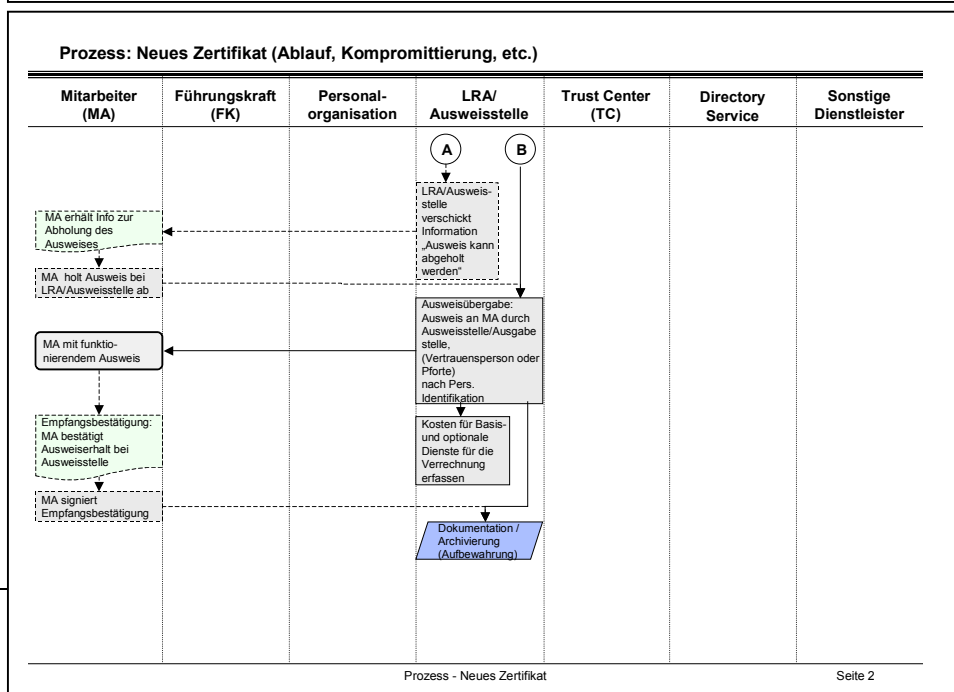 Prozess: Neues Zertifikat (Ablauf, Kompromittierung, etc.)
Mitarbeiter
(MA)
Führungskraft
(FK)
Personal-
organisation
LRA/
Ausweisstelle
Trust Center
(TC)
Directory
Service
Sonstige
Dienstleister
A
B
LRA/Ausweis-
stelle
verschickt
Information
„Ausweis kann
abgeholt
werden“
MA erhält Info zur
Abholung des
Ausweises
MA holt Ausweis bei
LRA/Ausweisstelle ab
Ausweisübergabe:
Ausweis an MA durch
Ausweisstelle/Ausgabe
stelle,
(Vertrauensperson oder
Pforte)
nach Pers.
Identifikation
MA mit funktio-
nierendem Ausweis
Empfangsbestätigung:
MA bestätigt
Ausweiserhalt bei
Ausweisstelle
Kosten für Basis-
und optionale
Dienste für die
Verrechnung
erfassen
MA signiert
Empfangsbestätigung
Dokumentation /
Archivierung
(Aufbewahrung)
Prozess - Neues Zertifikat
Seite 2